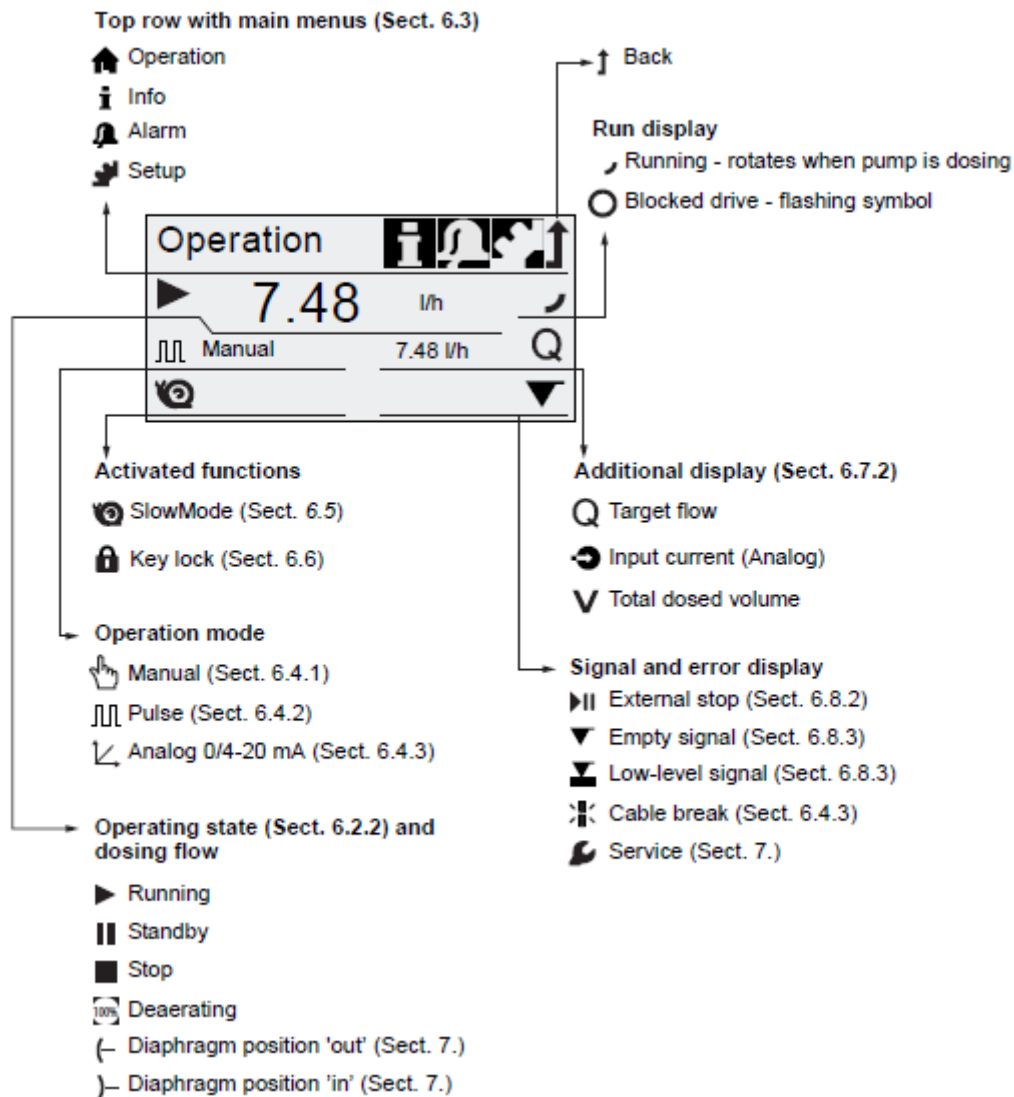 Top row with main menus (Sect. 6.3)
Operation
Info
Alarm
Setup
Back
Run display
Running - rotates when pump is dosing
Blocked drive - flashing symbol
Operation
7.48 l/h
Manual 7.48 l/h Q
Activated functions
SlowMode (Sect. 6.5)
Key lock (Sect. 6.6)
Operation mode
Manual (Sect. 6.4.1)
Pulse (Sect. 6.4.2)
Analog 0/4-20 mA (Sect. 6.4.3)
Operating state (Sect. 6.2.2) and
dosing flow
Running
Standby
Stop
100% Deaerating
Diaphragm position 'out' (Sect. 7.)
Diaphragm position 'in' (Sect. 7.)
Additional display (Sect. 6.7.2)
Q Target flow
Input current (Analog)
V Total dosed volume
Signal and error display
External stop (Sect. 6.8.2)
Empty signal (Sect. 6.8.3)
Low-level signal (Sect. 6.8.3)
Cable break (Sect. 6.4.3)
Service (Sect. 7.)